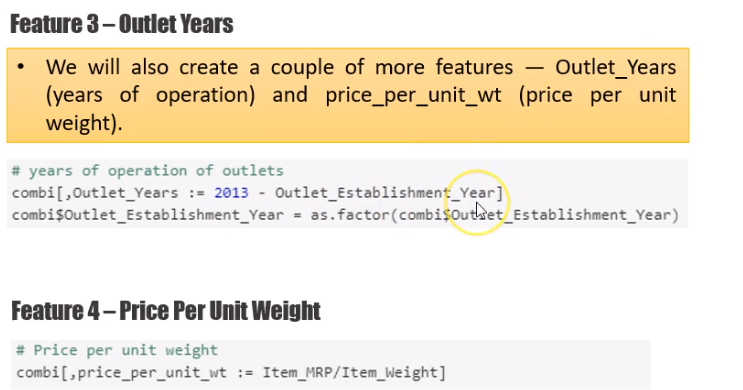 Feature 3 – Outlet Years
• We will also create a couple of more features — Outlet_Years
(years of operation) and price_per_unit_wt (price per unit
weight).
# years of operation of outlets
combi[,Outlet_Years := 2013 - Outlet_Establishment_Year]
combi$Outlet_Establishment_Year = as.factor(combi$Outlet_Establishment_Year)
Feature 4 – Price Per Unit Weight
# Price per unit weight
combi[,price_per_unit_wt := Item_MRP/Item_Weight]